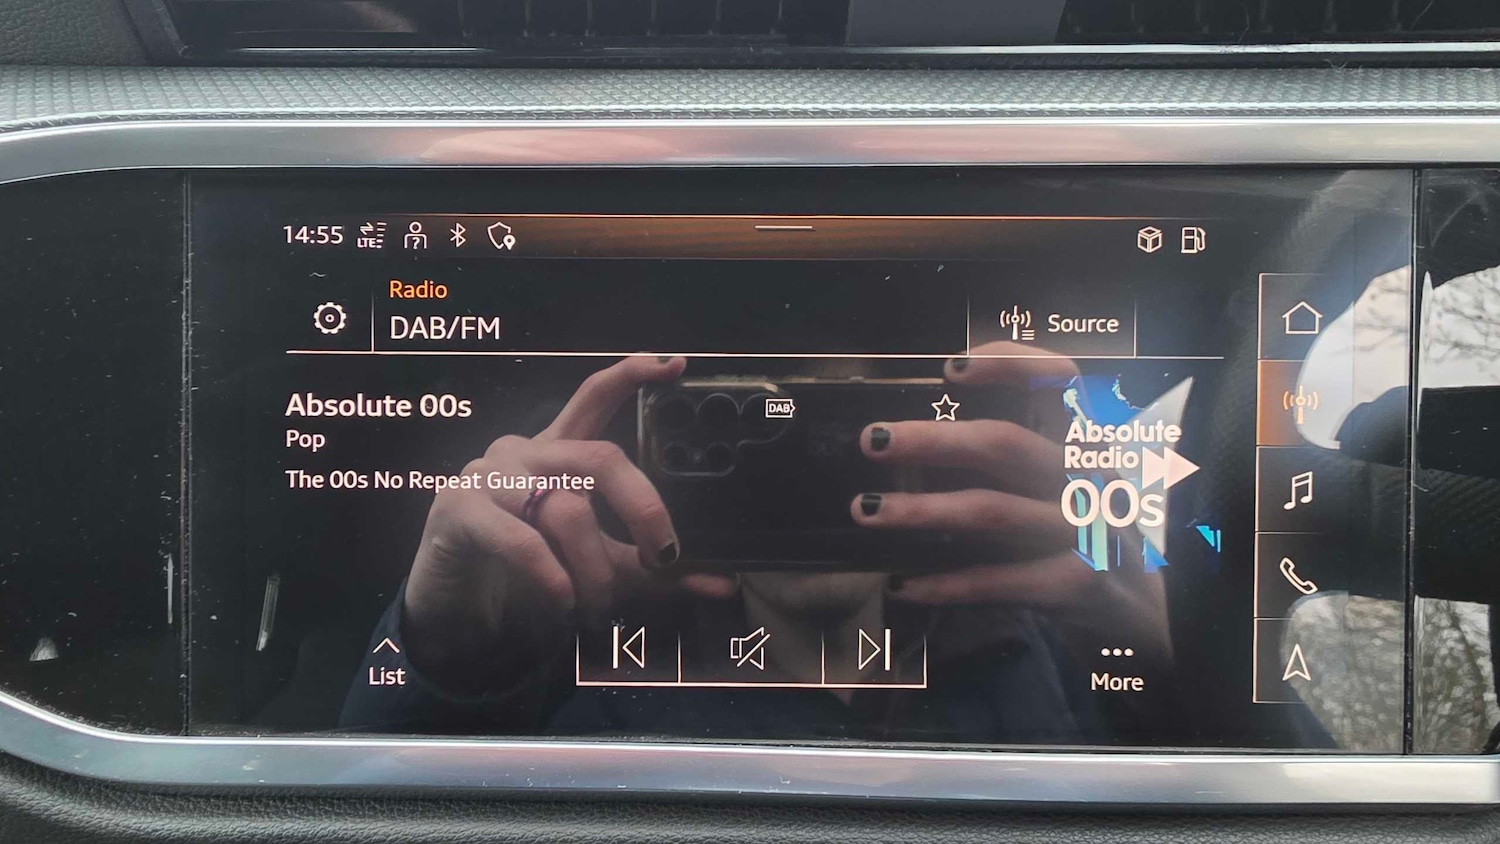 14:55 LTE
Radio
DAB/FM
Source
Absolute 00s
DAB
Pop
The 00s No Repeat Guarantee
Absolute
Radio
00s
List
More